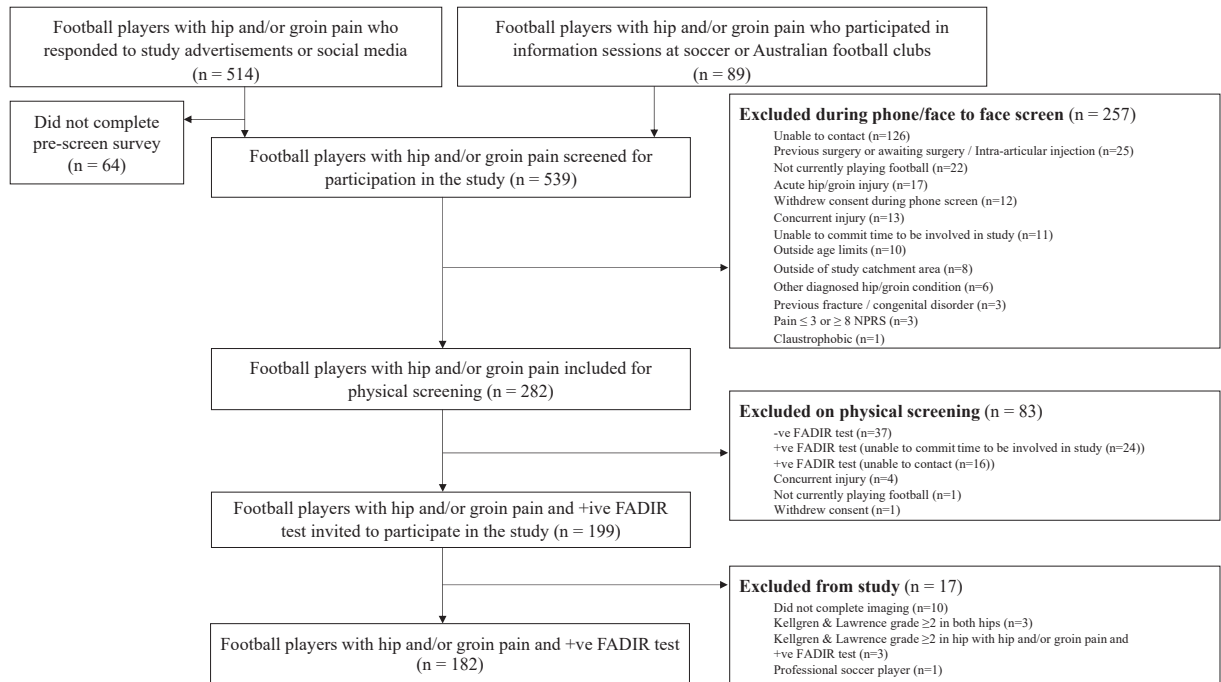 Football players with hip and/or groin pain who
responded to study advertisements or social media
(n = 514)
Football players with hip and/or groin pain who participated in
information sessions at soccer or Australian football clubs
(n = 89)
Did not complete
pre-screen survey
(n = 64)
Football players with hip and/or groin pain screened for
participation in the study (n = 539)
Excluded during phone/face to face screen (n = 257)
Unable to contact (n=126)
Previous surgery or awaiting surgery / Intra-articular injection (n=25)
Not currently playing football (n=22)
Acute hip/groin injury (n=17)
Withdrew consent during phone screen (n=12)
Concurrent injury (n=13)
Unable to commit time to be involved in study (n=11)
Outside age limits (n=10)
Outside of study catchment area (n=8)
Other diagnosed hip/groin condition (n=6)
Previous fracture / congenital disorder (n=3)
Pain ≤ 3 or ≥ 8 NPRS (n=3)
Claustrophobic (n=1)
Football players with hip and/or groin pain included for
physical screening (n = 282)
Excluded on physical screening (n = 83)
-ve FADIR test (n=37)
+ve FADIR test (unable to commit time to be involved in study (n=24))
+ve FADIR test (unable to contact (n=16))
Concurrent injury (n=4)
Not currently playing football (n=1)
Withdrew consent (n=1)
Football players with hip and/or groin pain and +ive FADIR
test invited to participate in the study (n = 199)
Excluded from study (n = 17)
Did not complete imaging (n=10)
Kellgren & Lawrence grade ≥2 in both hips (n=3)
Kellgren & Lawrence grade ≥2 in hip with hip and/or groin pain and
+ve FADIR test (n=3)
Professional soccer player (n=1)
Football players with hip and/or groin pain and +ve FADIR test
(n = 182)